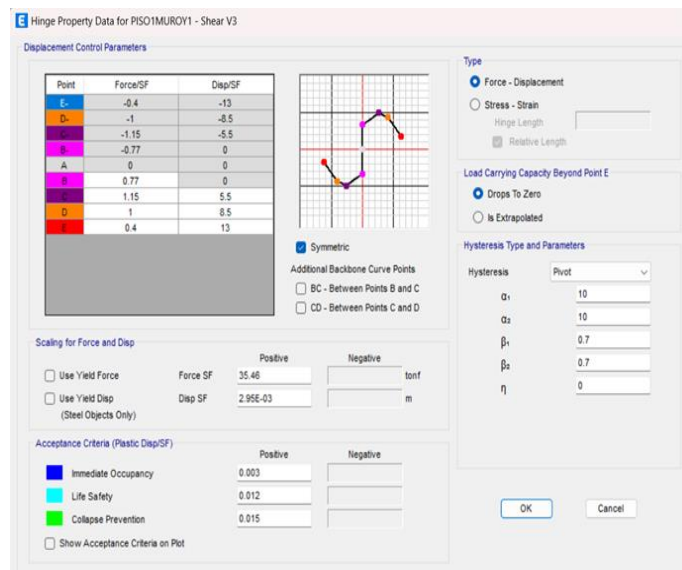 E Hinge Property Data for PISO1MUROY1 - Shear V3
Displacement Control Parameters
Point Force/SF Disp/SF
E- -0.4 -13
D- -1 -8.5
C- -1.15 -5.5
B- -0.77 0
A 0 0
B 0.77 0
C 1.15 5.5
D 1 8.5
E 0.4 13
Symmetric
Additional Backbone Curve Points
BC - Between Points B and C
CD - Between Points C and D
Scaling for Force and Disp
Positive Negative
Use Yield Force Force SF 35.46 tonf
Use Yield Disp Disp SF 2.95E-03 m
(Steel Objects Only)
Acceptance Criteria (Plastic Disp/SF)
Positive Negative
Immediate Occupancy 0.003
Life Safety 0.012
Collapse Prevention 0.015
Show Acceptance Criteria on Plot
Type
Force - Displacement
Stress - Strain
Hinge Length
Relative Length
Load Carrying Capacity Beyond Point E
Drops To Zero
Is Extrapolated
Hysteresis Type and Parameters
Hysteresis Pivot
α₁ 10
α₂ 10
β₁ 0.7
β₂ 0.7
η 0
OK Cancel